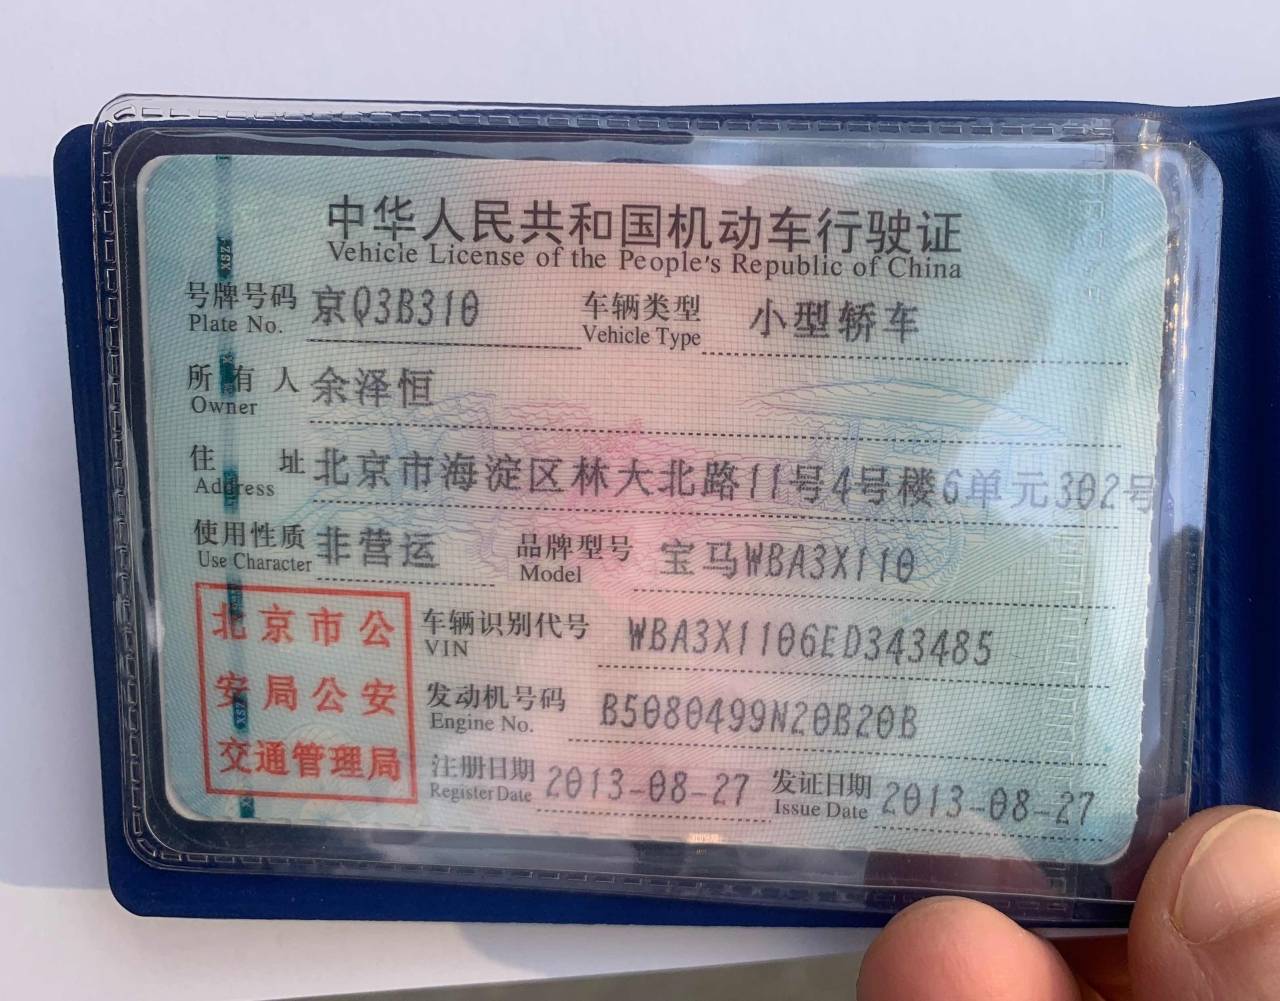 中华人民共和国机动车行驶证
Vehicle License of the People's Republic of China
号牌号码 京Q3B310 车辆类型 小型轿车
Plate No. Vehicle Type
所有人 余泽恒
Owner
住址 北京市海淀区林大北路11号4号楼6单元302号
Address
使用性质 非营运 品牌型号 宝马WBA3X110
Use Character Model
北京市公
安局公安
交通管理局
车辆识别代号 WBA3X1106ED343485
VIN
发动机号码 B5080499N20B20B
Engine No.
注册日期 2013-08-27 发证日期 2013-08-27
Register Date Issue Date